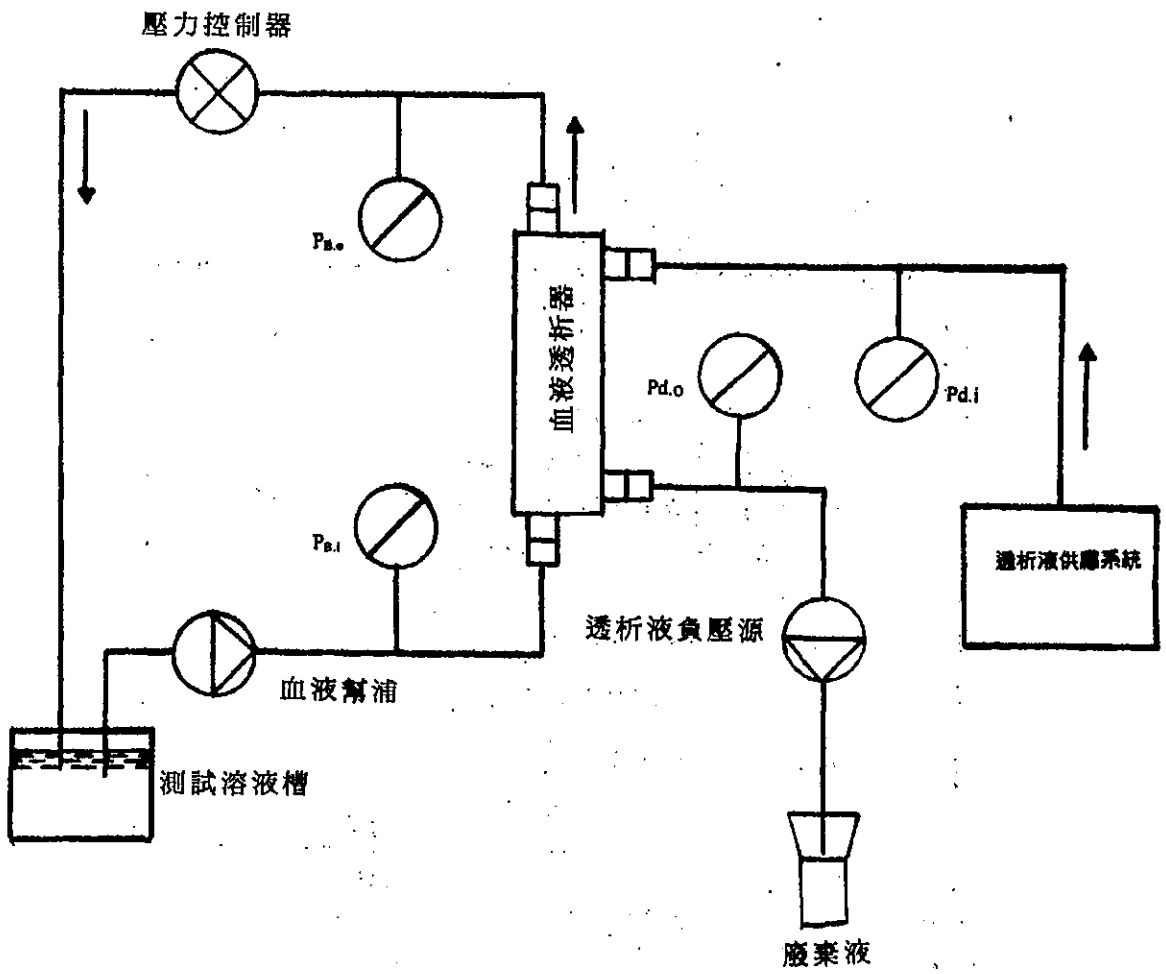 壓力控制器
P_B.o
血液透析器
Pd.o
Pd.i
P_B.i
透析液供應系統
透析液負壓源
血液幫浦
測試溶液槽
廢棄液